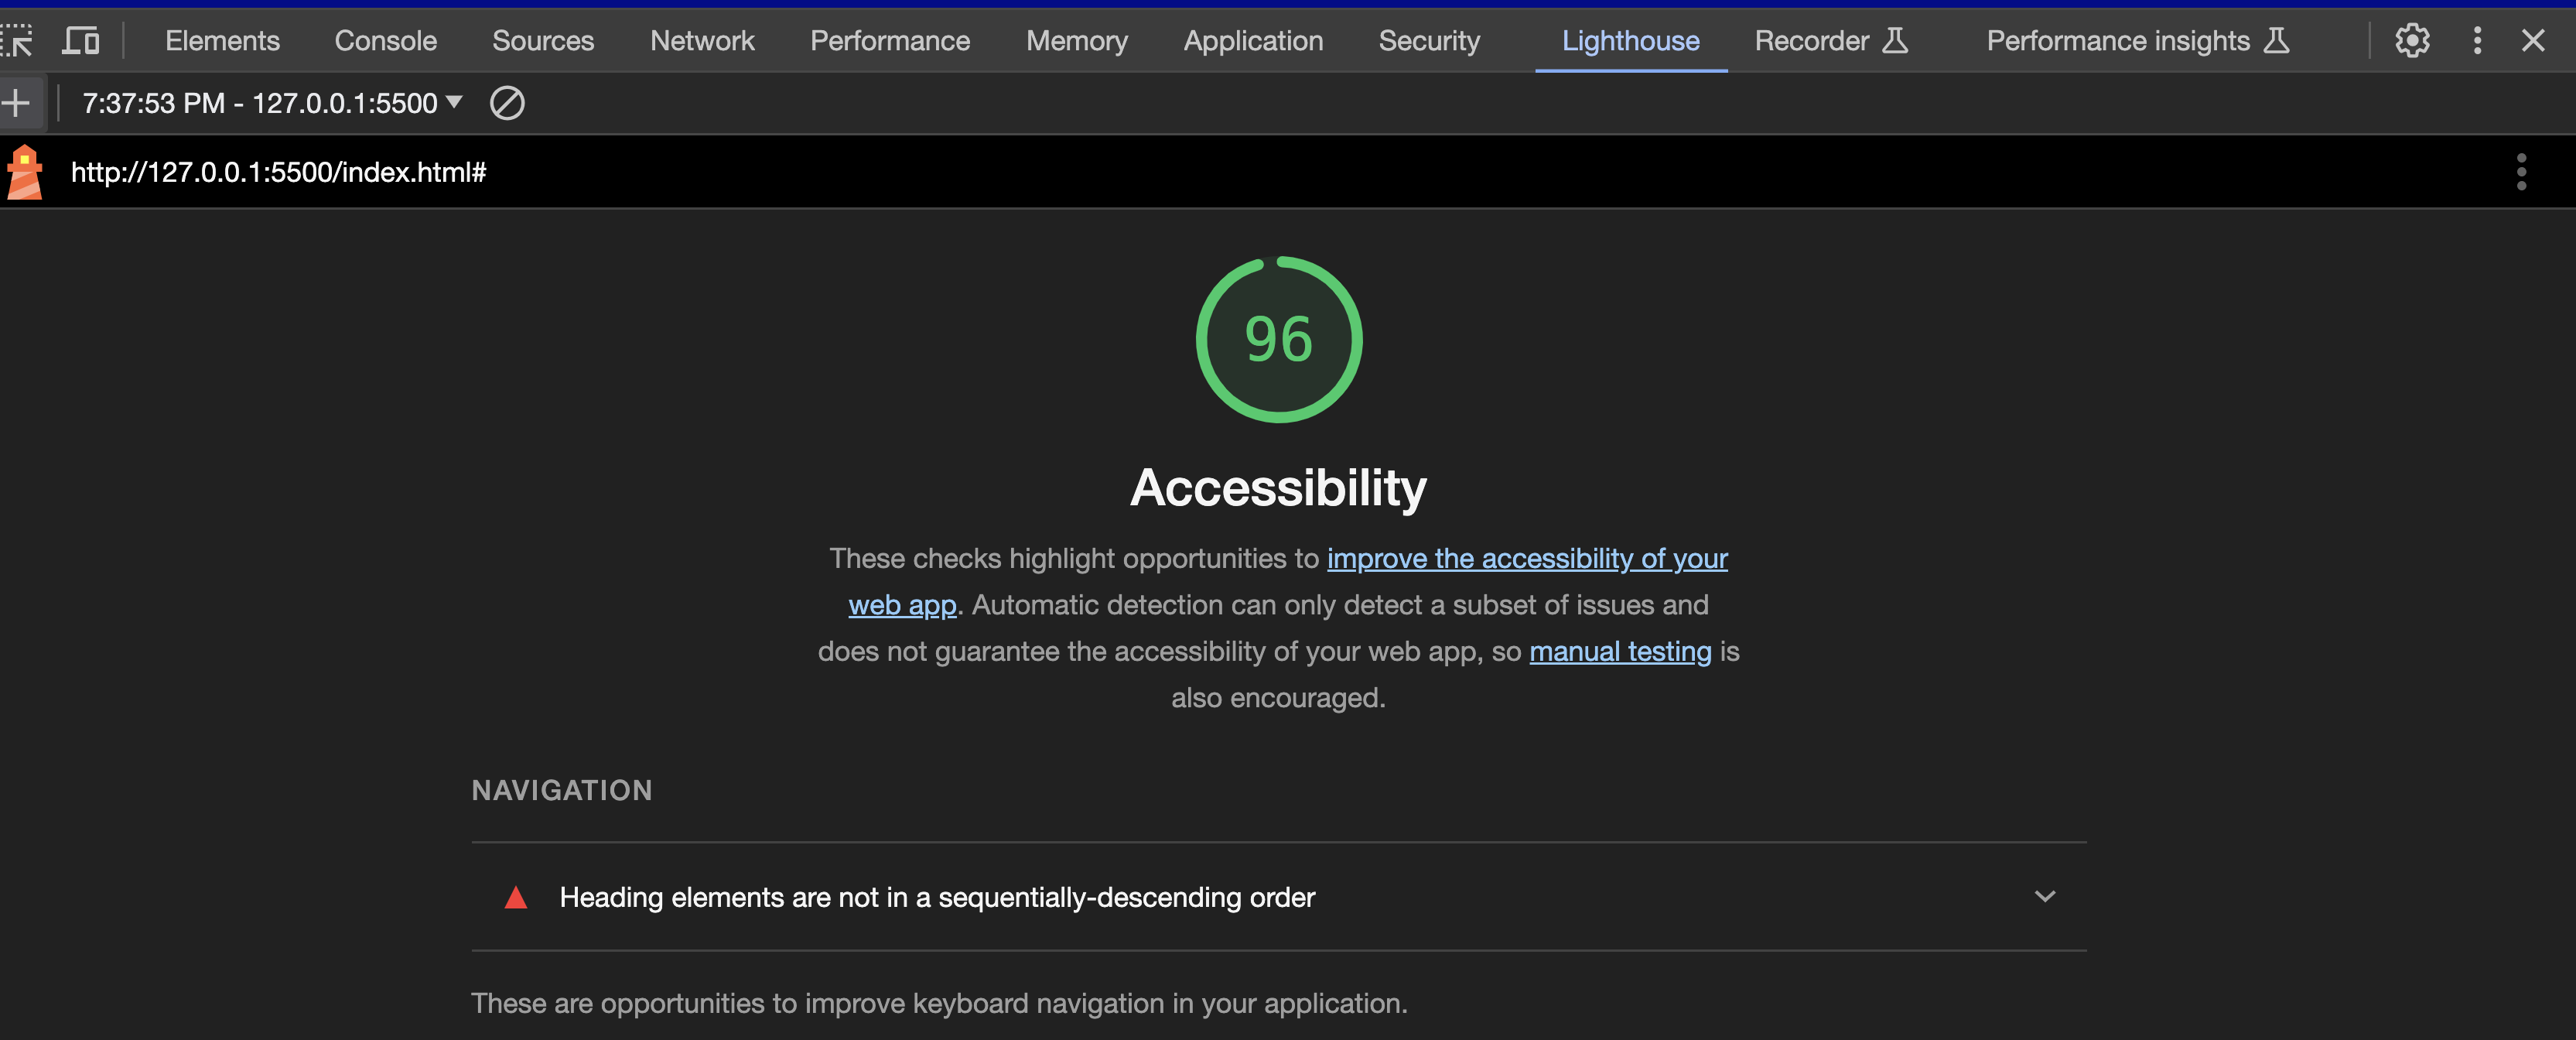 Elements Console Sources Network Performance Memory Application Security Lighthouse Recorder Performance insights
7:37:53 PM - 127.0.0.1:5500
http://127.0.0.1:5500/index.html#
96
Accessibility
These checks highlight opportunities to improve the accessibility of your
web app. Automatic detection can only detect a subset of issues and
does not guarantee the accessibility of your web app, so manual testing is
also encouraged.
NAVIGATION
Heading elements are not in a sequentially-descending order
These are opportunities to improve keyboard navigation in your application.